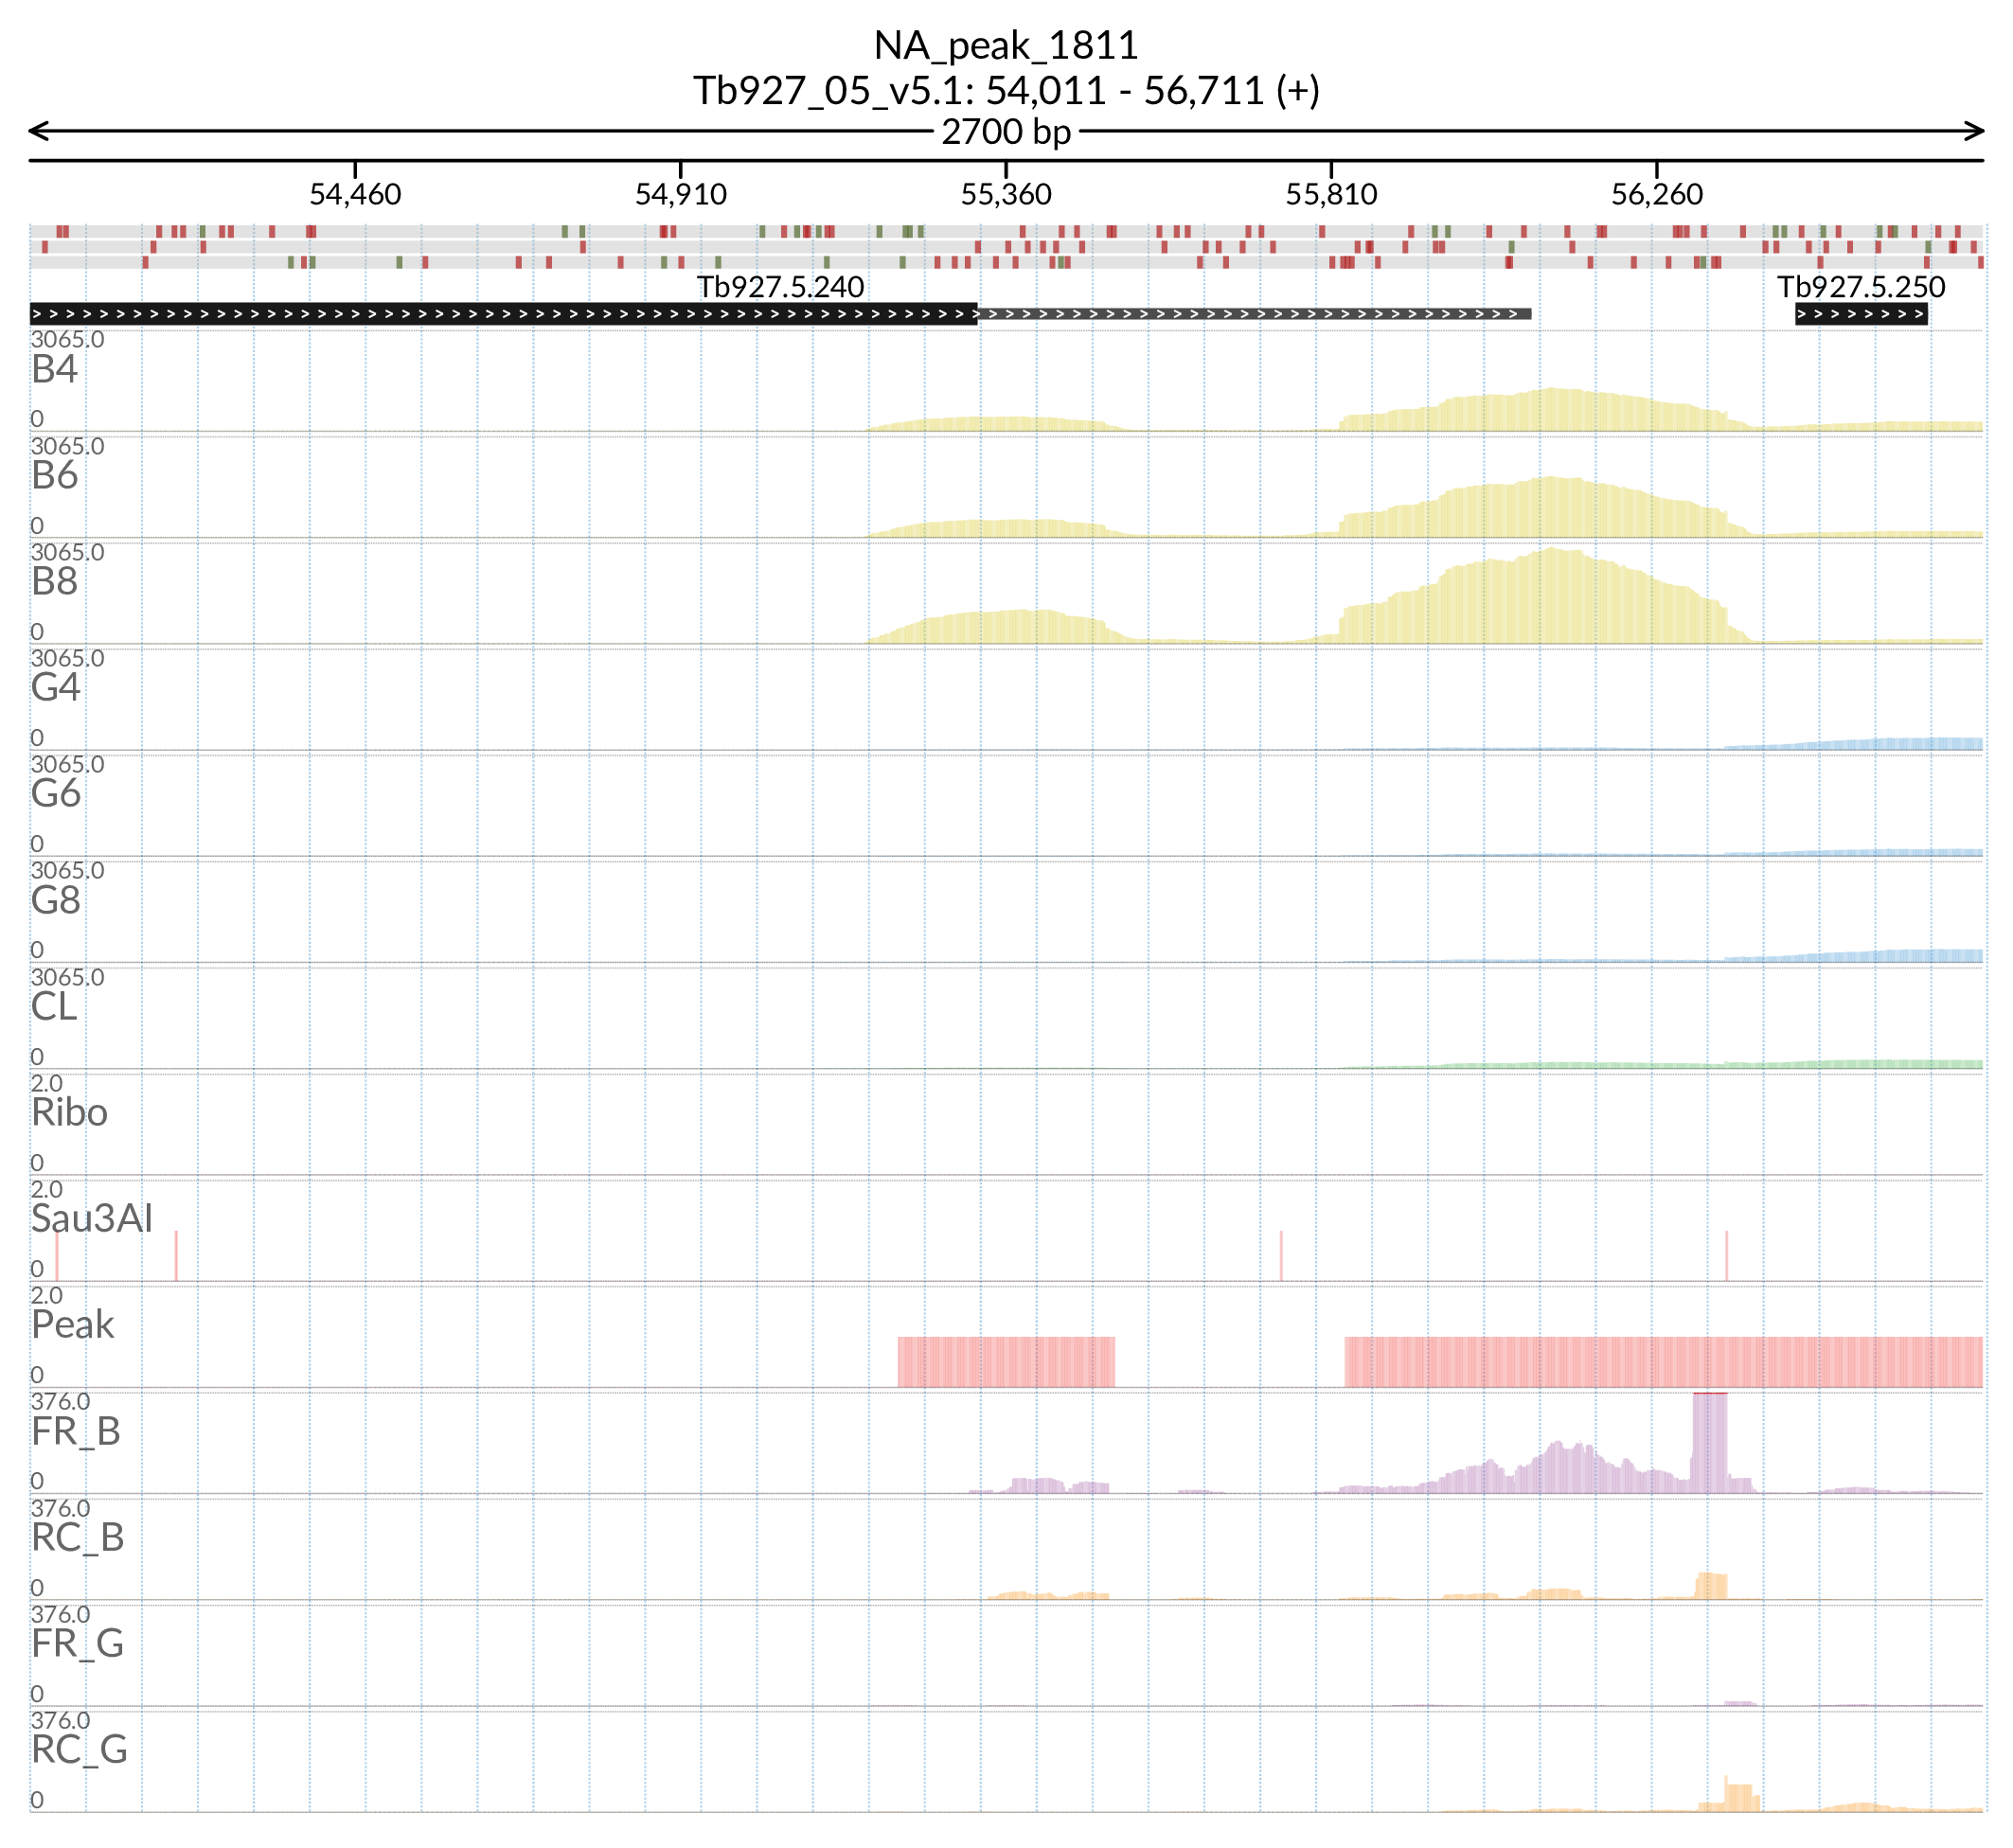 NA_peak_1811
Tb927_05_v5.1: 54,011 - 56,711 (+)
2700 bp
54,460 54,910 55,360 55,810 56,260
Tb927.5.240 Tb927.5.250
3065.0
B4
0
3065.0
B6
0
3065.0
B8
0
3065.0
G4
0
3065.0
G6
0
3065.0
G8
0
3065.0
CL
0
2.0
Ribo
0
2.0
Sau3AI
0
2.0
Peak
0
376.0
FR_B
0
376.0
RC_B
0
376.0
FR_G
0
376.0
RC_G
0